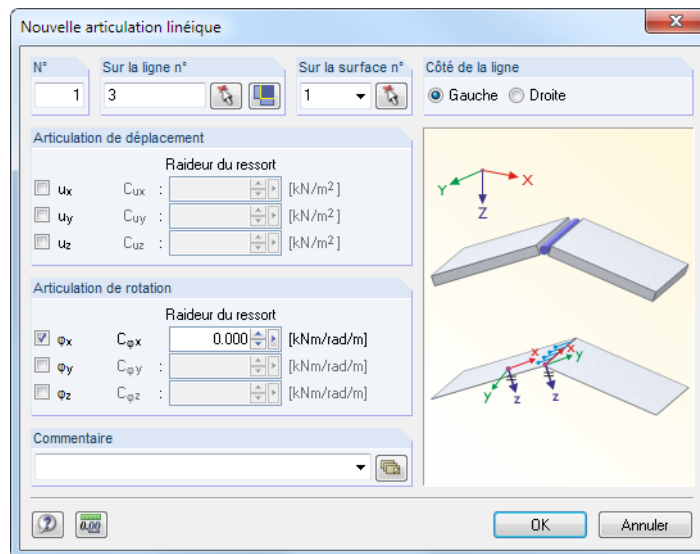 Nouvelle articulation linéique
N° Sur la ligne n° Sur la surface n° Côté de la ligne
1 3 1 Gauche Droite
Articulation de déplacement
Raideur du ressort
ux Cux : [kN/m2]
uy Cuy : [kN/m2]
uz Cuz : [kN/m2]
Articulation de rotation
Raideur du ressort
φx Cφx 0.000 [kNm/rad/m]
φy Cφy : [kNm/rad/m]
φz Cφz : [kNm/rad/m]
Commentaire
Y X
Z
x x
y y
z z
0.00 OK Annuler